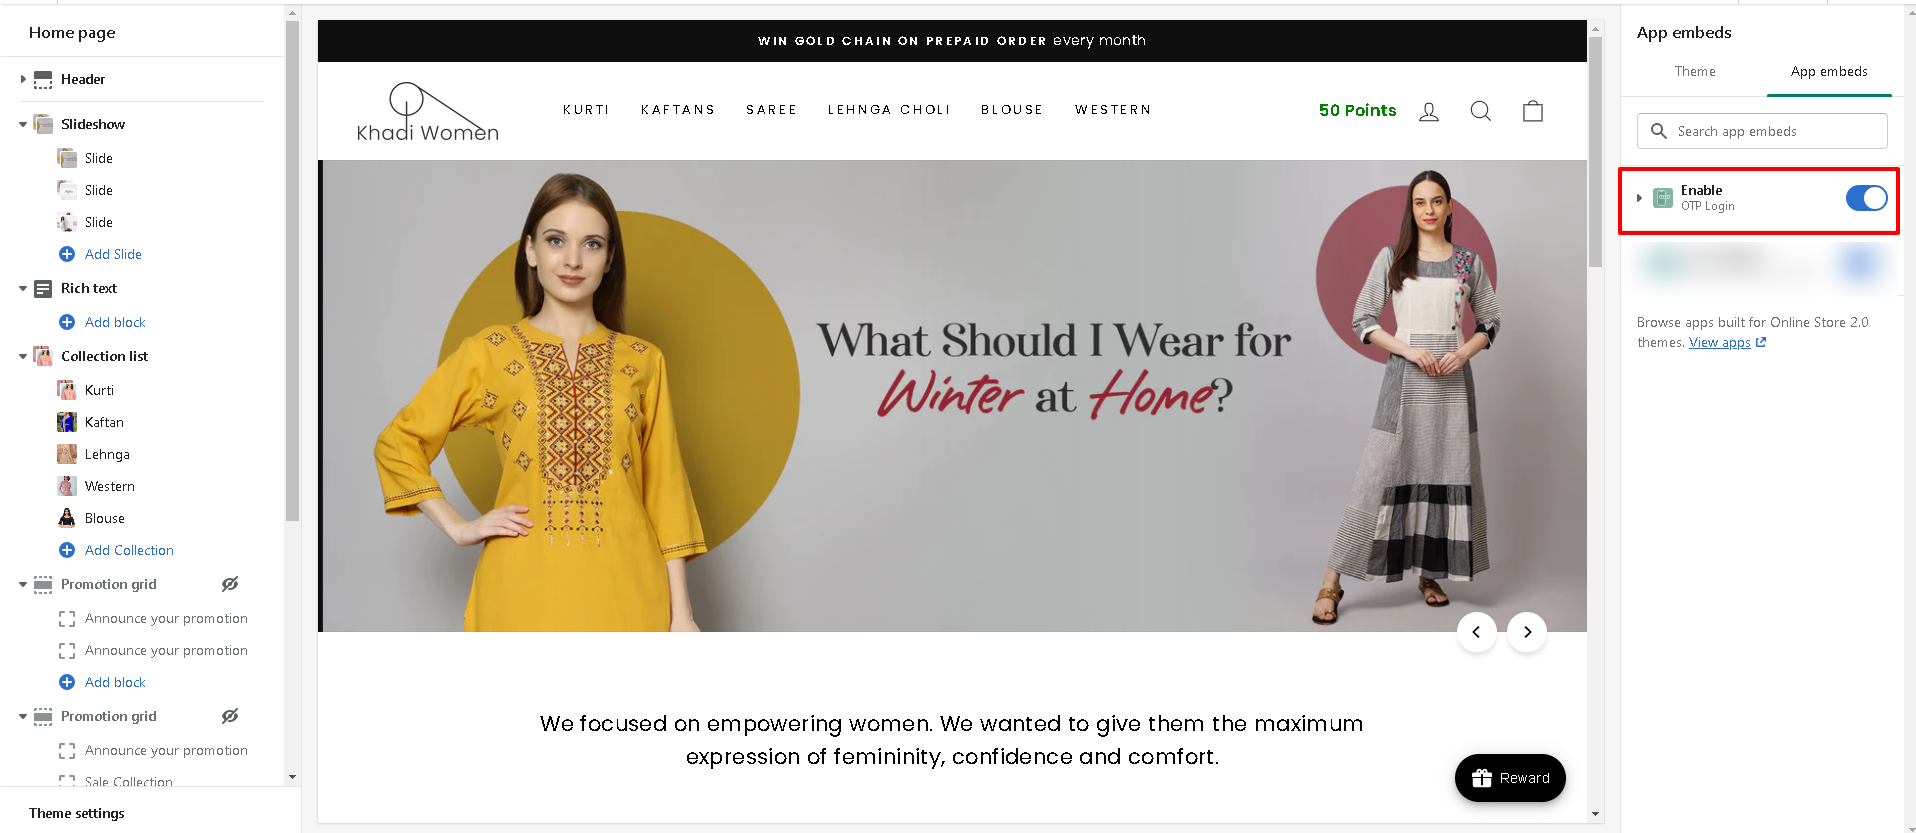 Home page
Header
Slideshow
Slide
Slide
Slide
Add Slide
Rich text
Add block
Collection list
Kurti
Kaftan
Lehnga
Western
Blouse
Add Collection
Promotion grid
Announce your promotion
Announce your promotion
Add block
Promotion grid
Announce your promotion
Sale Collection
Theme settings
WIN GOLD CHAIN ON PREPAID ORDER every month
Khadi Women
KURTI KAFTANS SAREE LEHNGA CHOLI BLOUSE WESTERN
50 Points
What Should I Wear for
Winter at Home?
We focused on empowering women. We wanted to give them the maximum
expression of femininity, confidence and comfort.
Reward
App embeds
Theme App embeds
Search app embeds
Enable
OTP Login
Browse apps built for Online Store 2.0
themes. View apps